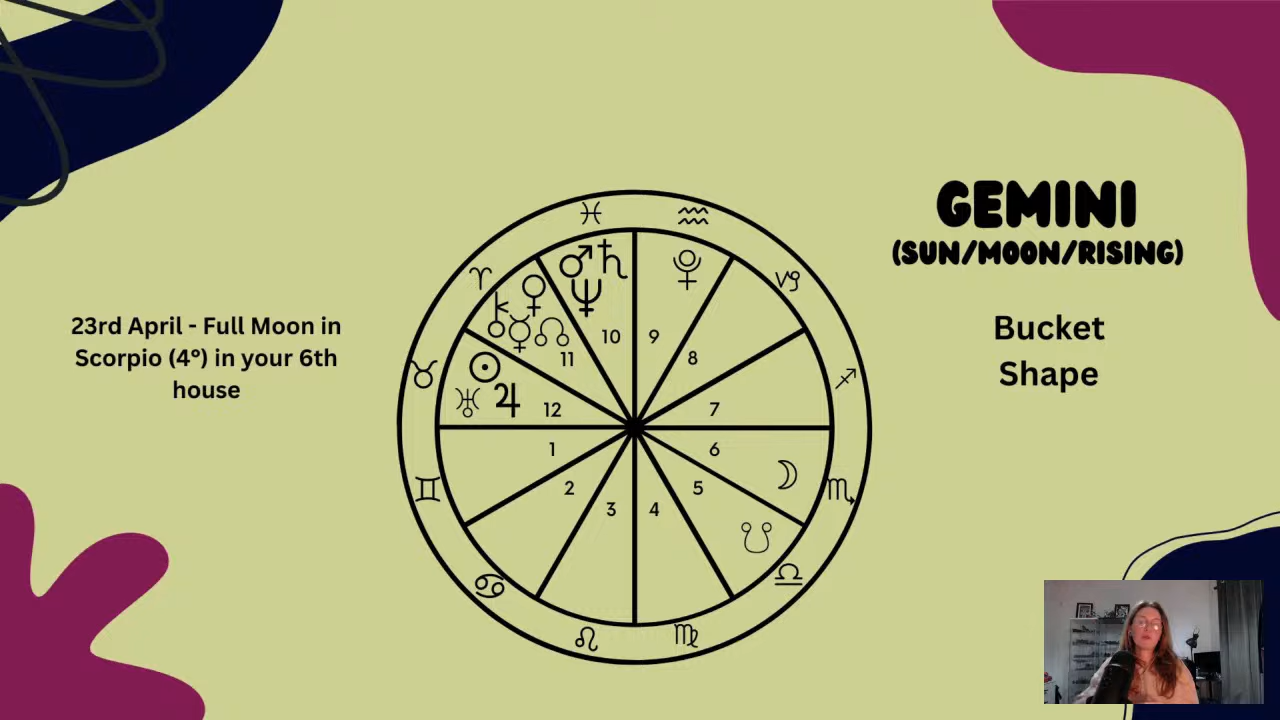 GEMINI
(SUN/MOON/RISING)
Bucket
Shape
23rd April - Full Moon in
Scorpio (4°) in your 6th
house
♓ ♒
♈ ♑
♉ ♐
♊ ♏
♋ ♎
♌ ♍
♂ ♄ ♆ ♇
♀ ⚷ ☿ ☊
☉ ♅ ♃
☽
☋
10 9
11 8
12 7
1 6
2 5
3 4